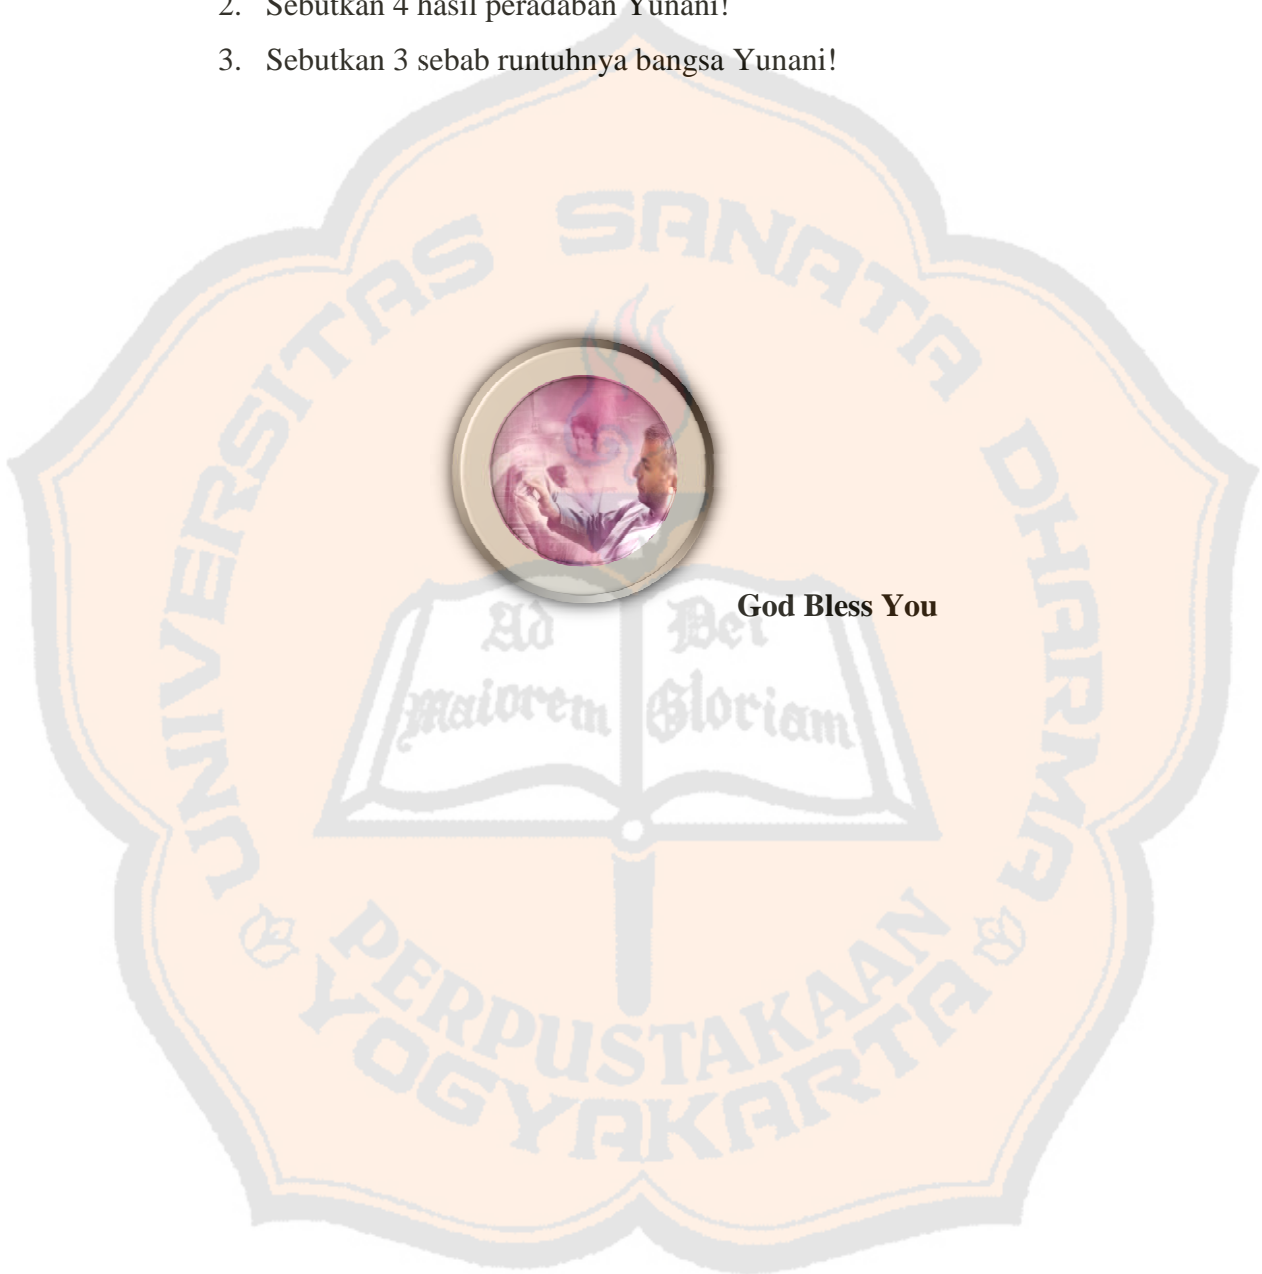 2. Sebutkan 4 hasil peradaban Yunani!
3. Sebutkan 3 sebab runtuhnya bangsa Yunani!
UNIVERSITAS SANATA DHARMA
God Bless You
Ad Dei
Maiorem Gloriam
PERPUSTAKAAN
YOGYAKARTA